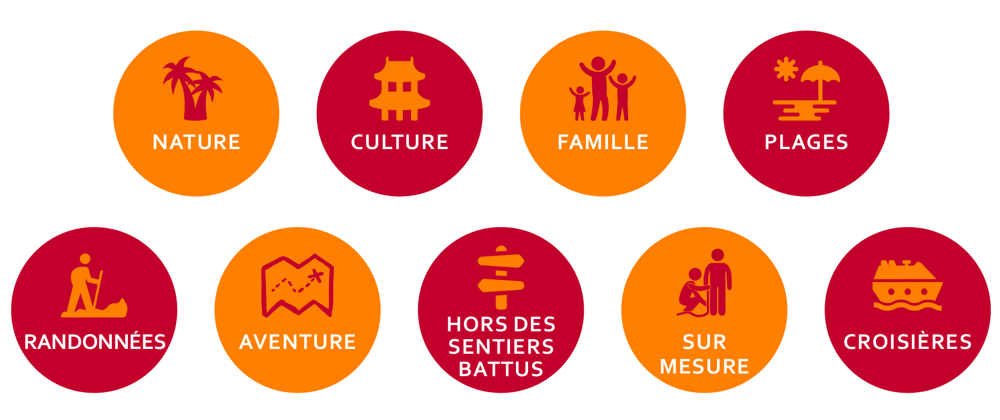 NATURE
CULTURE
FAMILLE
PLAGES
RANDONNÉES
AVENTURE
HORS DES
SENTIERS
BATTUS
SUR
MESURE
CROISIÈRES